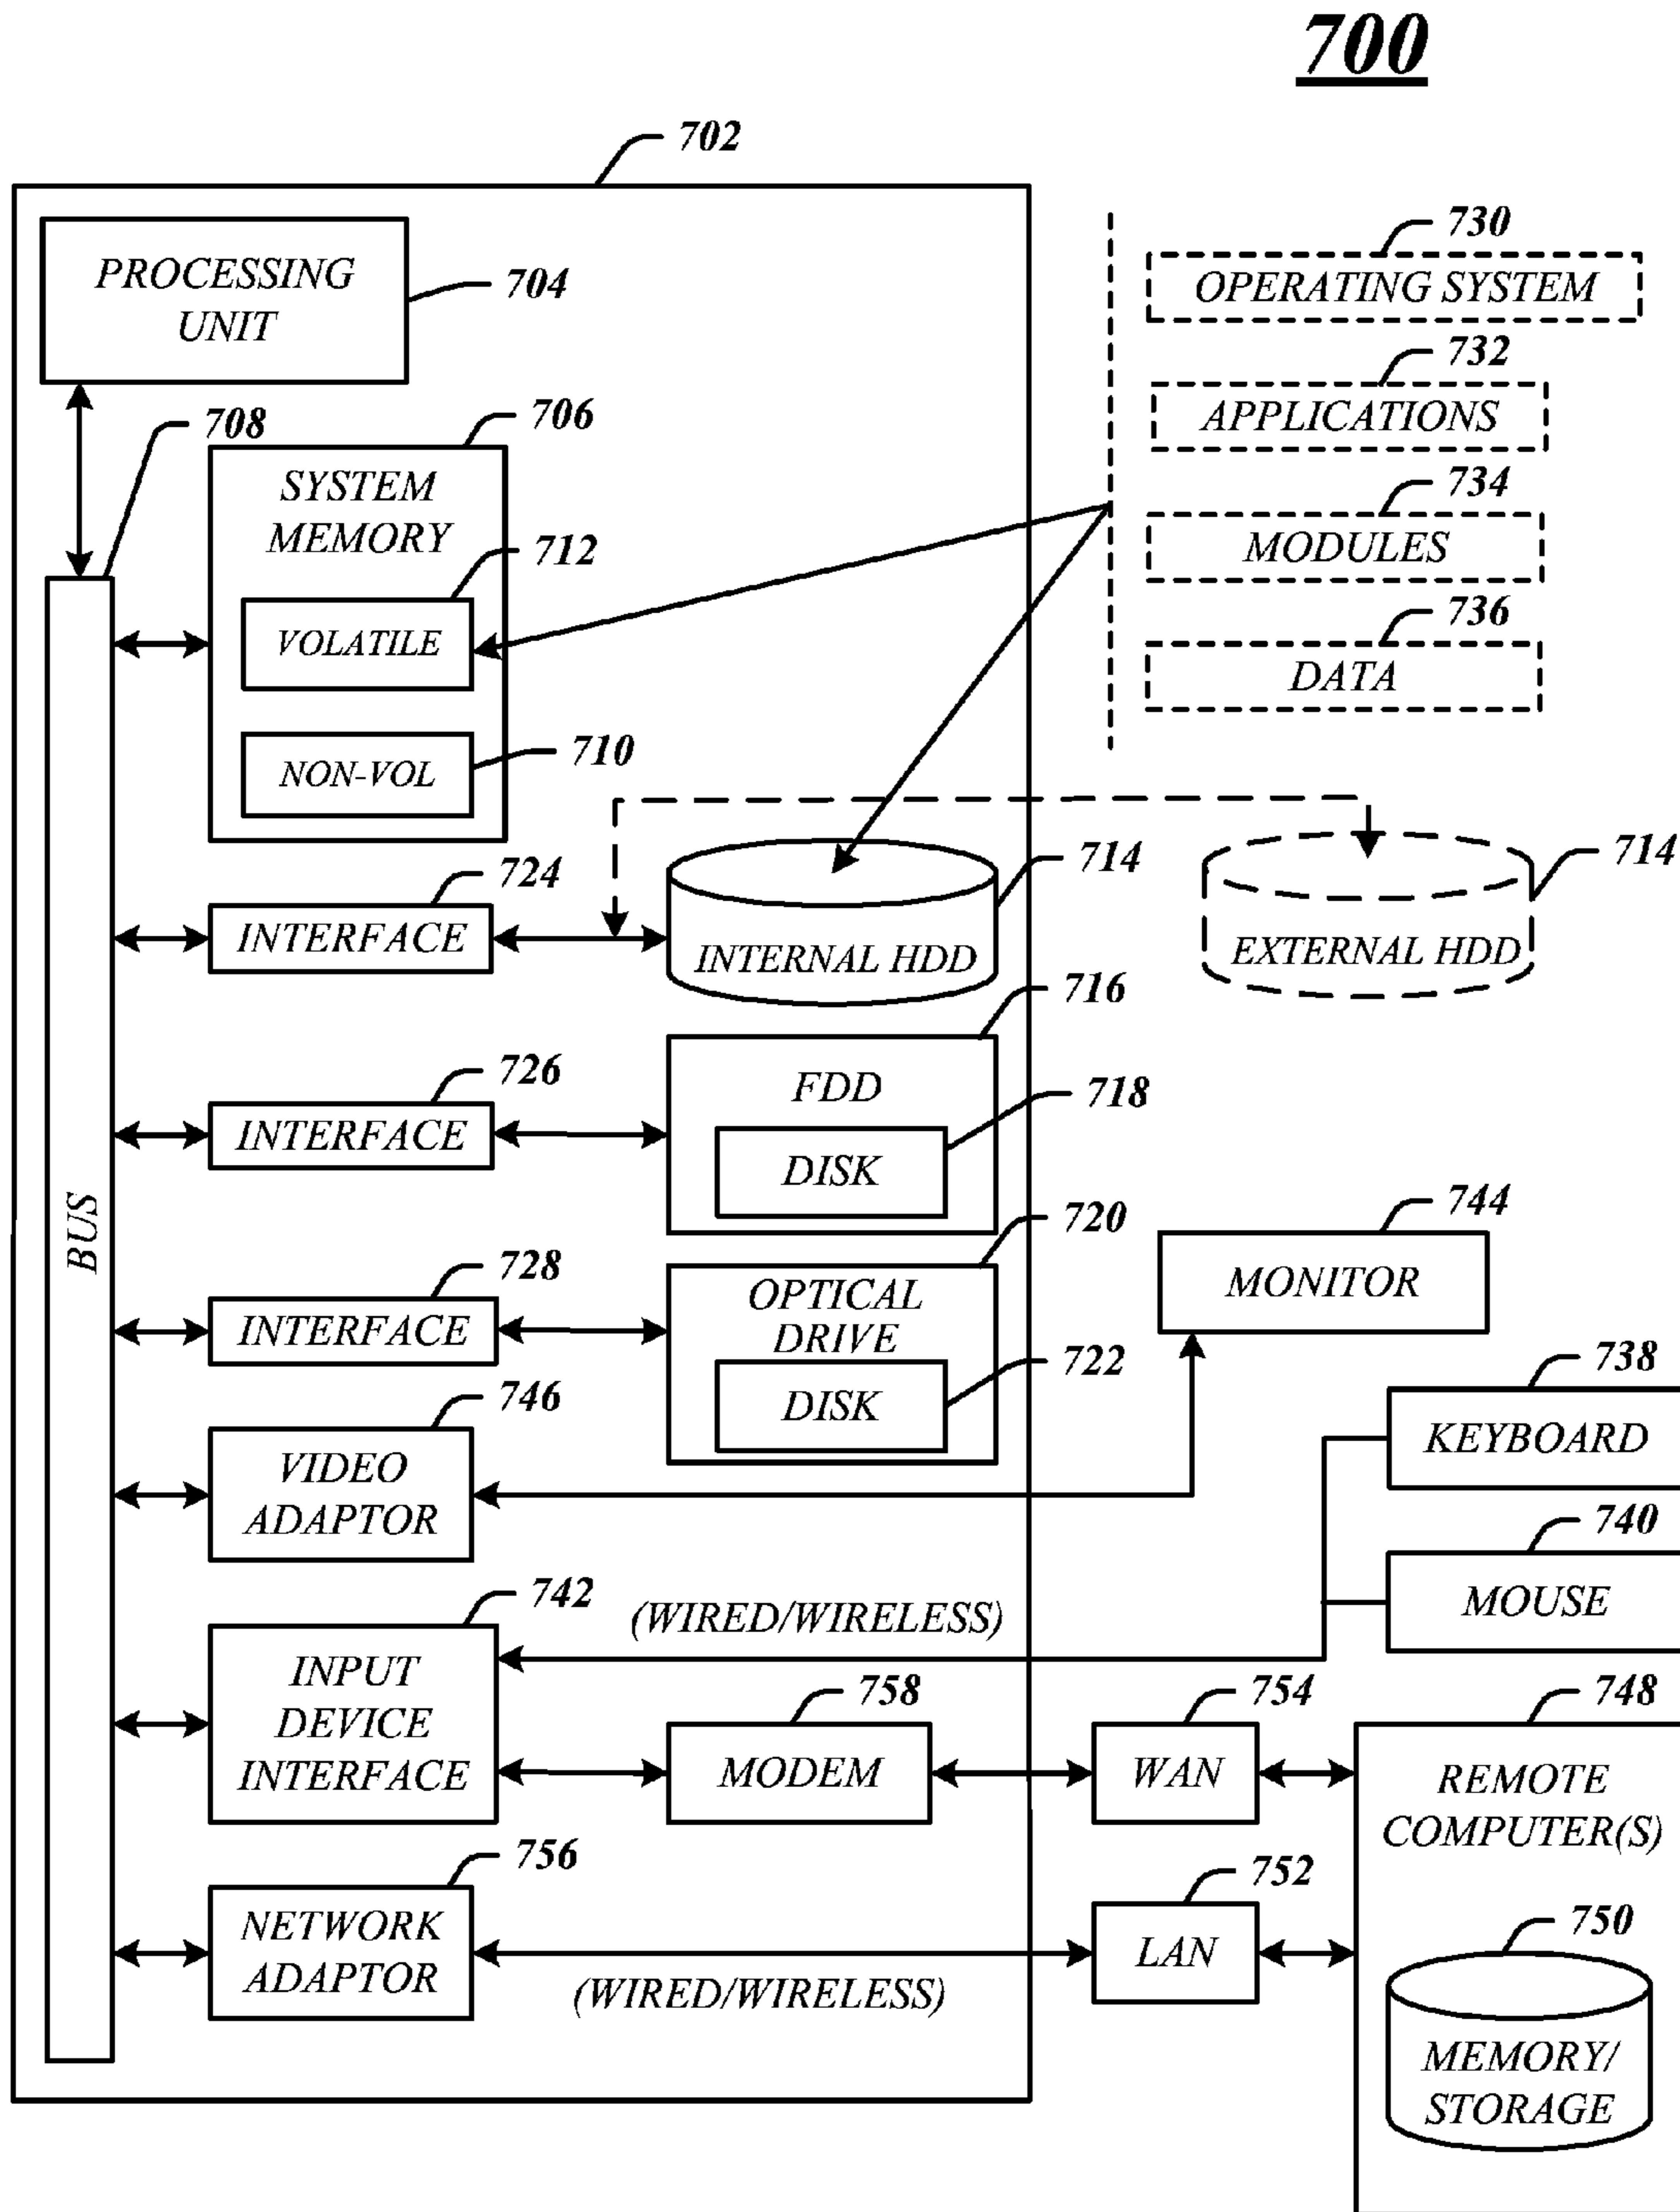 700
702
PROCESSING
UNIT
704
730
OPERATING SYSTEM
732
APPLICATIONS
734
MODULES
736
DATA
708
706
SYSTEM
MEMORY
712
VOLATILE
710
NON-VOL
BUS
724
INTERFACE
714
INTERNAL HDD
714
EXTERNAL HDD
726
INTERFACE
716
FDD
718
DISK
728
INTERFACE
720
OPTICAL
DRIVE
722
DISK
744
MONITOR
746
VIDEO
ADAPTOR
738
KEYBOARD
740
MOUSE
742
INPUT
DEVICE
INTERFACE
(WIRED/WIRELESS)
758
MODEM
754
WAN
748
REMOTE
COMPUTER(S)
756
NETWORK
ADAPTOR
(WIRED/WIRELESS)
752
LAN
750
MEMORY/
STORAGE